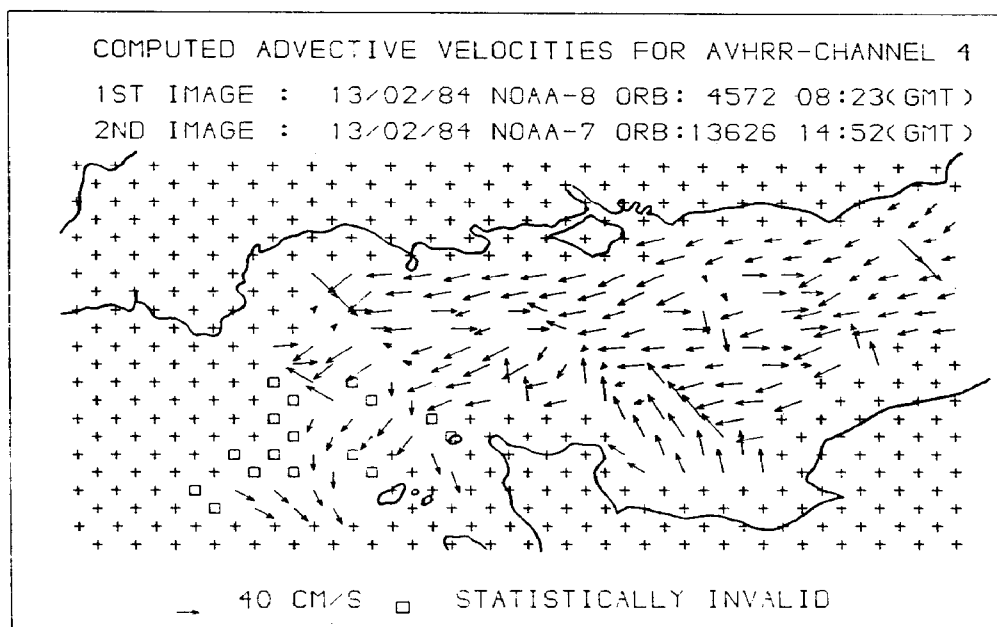 COMPUTED ADVECTIVE VELOCITIES FOR AVHRR-CHANNEL 4
1ST IMAGE : 13/02/84 NOAA-8 ORB: 4572 08:23(GMT)
2ND IMAGE : 13/02/84 NOAA-7 ORB:13626 14:52(GMT)
40 CM/S STATISTICALLY INVALID